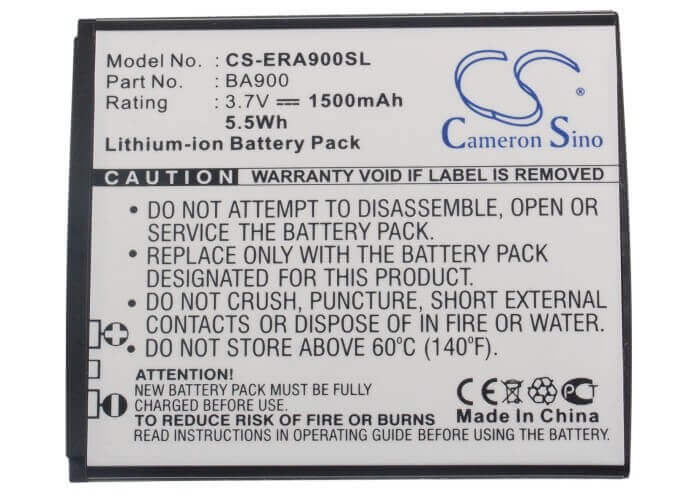 Model No. : CS-ERA900SL
Part No. : BA900
Rating : 3.7V 1500mAh
5.5Wh
Lithium-ion Battery Pack
CS
Cameron Sino
CAUTION WARRANTY VOID IF LABEL IS REMOVED
• DO NOT ATTEMPT TO DISASSEMBLE, OPEN OR
SERVICE THE BATTERY PACK.
• REPLACE ONLY WITH THE BATTERY PACK
DESIGNATED FOR THIS PRODUCT.
• DO NOT CRUSH, PUNCTURE, SHORT EXTERNAL
CONTACTS OR DISPOSE OF IN FIRE OR WATER.
• DO NOT STORE ABOVE 60°C (140°F).
ATTENTION!
NEW BATTERY PACK MUST BE FULLY
CHARGED BEFORE INITIAL USE.
TO REDUCE RISK OF FIRE OR BURNS
READ INSTRUCTIONS OPERATING GUIDE BEFORE USING THE BATTERY.
CE FC PCT
Made In China